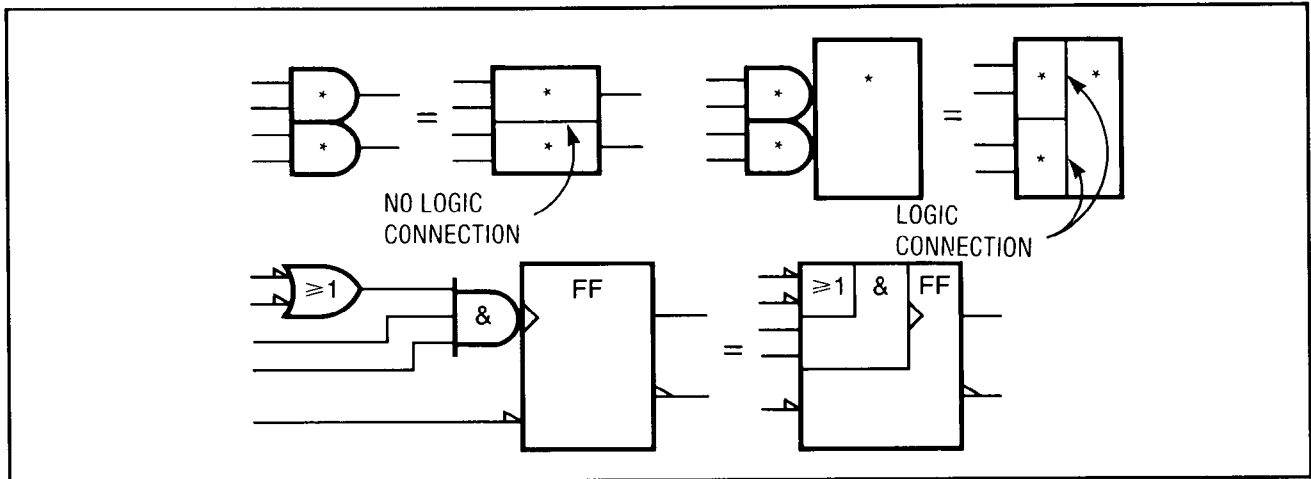 * = * * * = * *
* * * *
NO LOGIC
CONNECTION
LOGIC
CONNECTION
≥1 & FF = ≥1 & FF